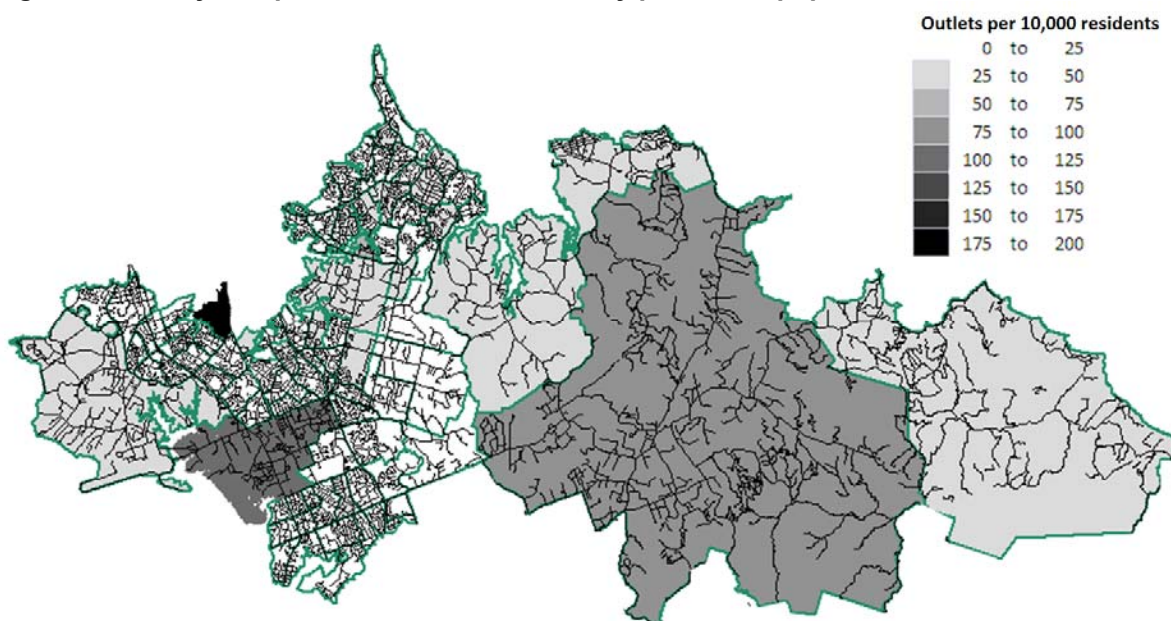 Outlets per 10,000 residents
0 to 25
25 to 50
50 to 75
75 to 100
100 to 125
125 to 150
150 to 175
175 to 200